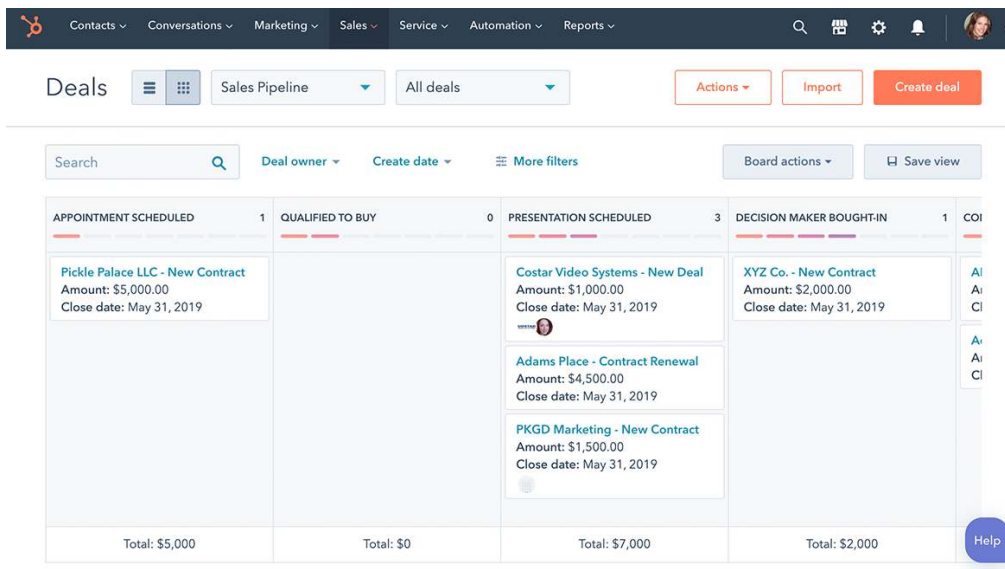 Contacts Conversations Marketing Sales Service Automation Reports
Deals Sales Pipeline All deals Actions Import Create deal
Search Deal owner Create date More filters Board actions Save view
APPOINTMENT SCHEDULED 1
Pickle Palace LLC - New Contract
Amount: $5,000.00
Close date: May 31, 2019
Total: $5,000
QUALIFIED TO BUY 0
Total: $0
PRESENTATION SCHEDULED 3
Costar Video Systems - New Deal
Amount: $1,000.00
Close date: May 31, 2019
Adams Place - Contract Renewal
Amount: $4,500.00
Close date: May 31, 2019
PKGD Marketing - New Contract
Amount: $1,500.00
Close date: May 31, 2019
Total: $7,000
DECISION MAKER BOUGHT-IN 1
XYZ Co. - New Contract
Amount: $2,000.00
Close date: May 31, 2019
Total: $2,000
Help